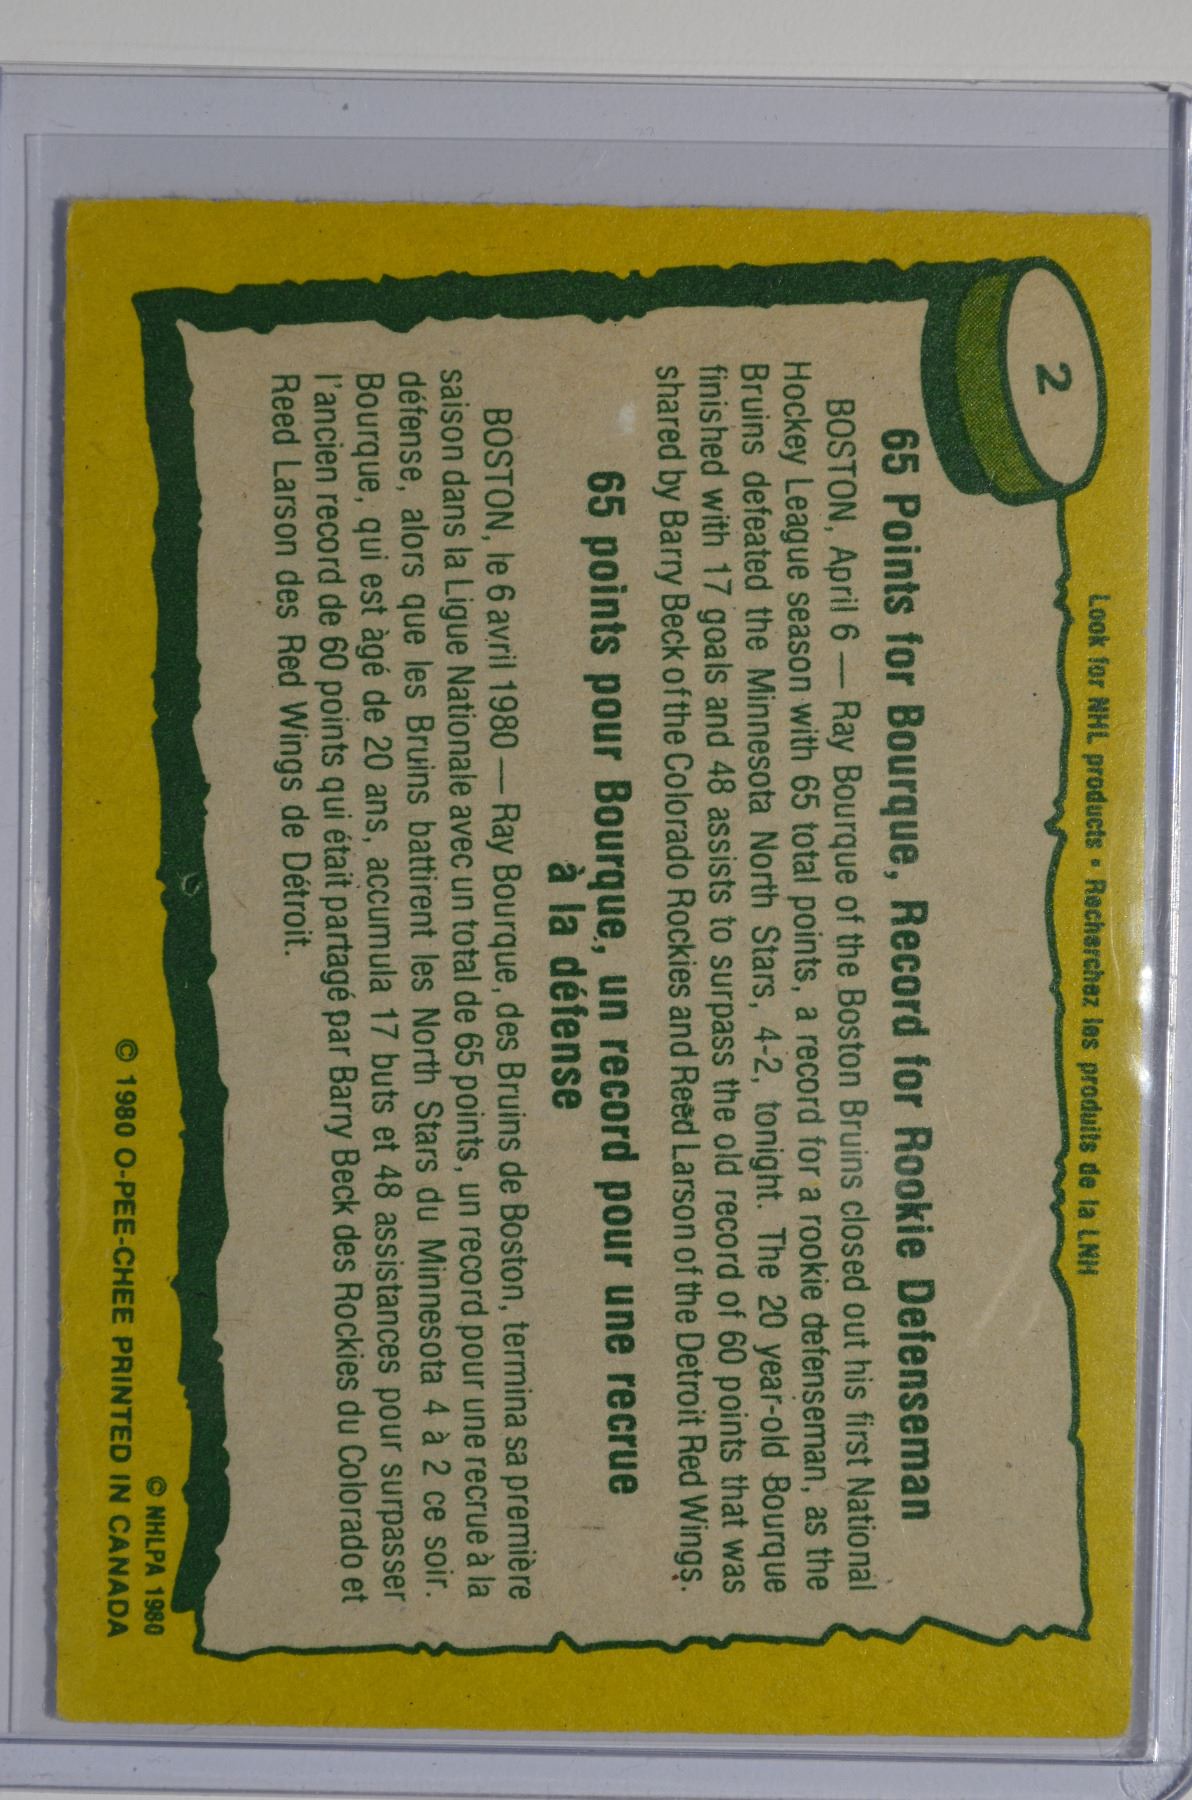 Look for NHL products • Recherchez les produits de la LNH
2
65 Points for Bourque, Record for Rookie Defenseman
BOSTON, April 6 — Ray Bourque of the Boston Bruins closed out his first National
Hockey League season with 65 total points, a record for a rookie defenseman, as the
Bruins defeated the Minnesota North Stars, 4-2, tonight. The 20 year-old Bourque
finished with 17 goals and 48 assists to surpass the old record of 60 points that was
shared by Barry Beck of the Colorado Rockies and Reed Larson of the Detroit Red Wings.
65 points pour Bourque, un record pour une recrue
à la défense
BOSTON, le 6 avril 1980 — Ray Bourque, des Bruins de Boston, termina sa première
saison dans la Ligue Nationale avec un total de 65 points, un record pour une recrue à la
défense, alors que les Bruins battirent les North Stars du Minnesota 4 à 2 ce soir.
Bourque, qui est àgé de 20 ans, accumula 17 buts et 48 assistances pour surpasser
l'ancien record de 60 points qui était partagé par Barry Beck des Rockies du Colorado et
Reed Larson des Red Wings de Détroit.
© NHLPA 1980
© 1980 O-PEE-CHEE PRINTED IN CANADA